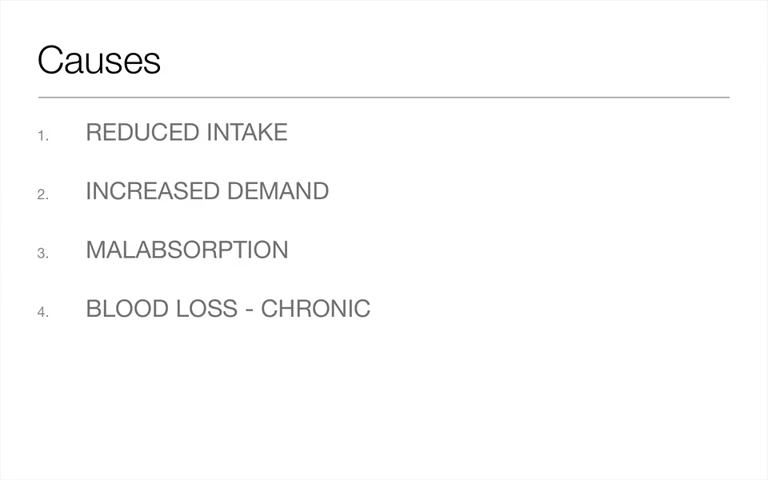 Causes
1. REDUCED INTAKE
2. INCREASED DEMAND
3. MALABSORPTION
4. BLOOD LOSS - CHRONIC